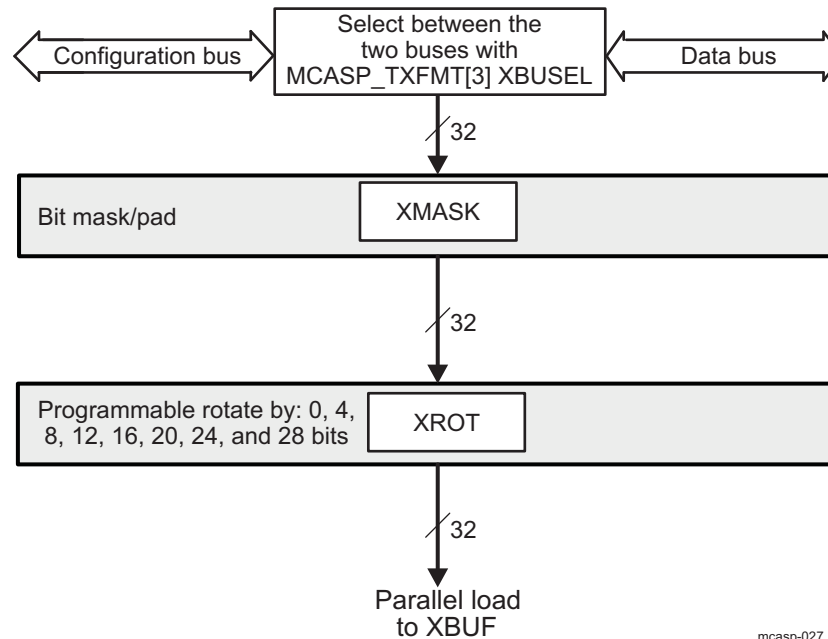 Select between the
two buses with
MCASP_TXFMT[3] XBUSEL
Configuration bus
Data bus
32
Bit mask/pad
XMASK
32
Programmable rotate by: 0, 4,
8, 12, 16, 20, 24, and 28 bits
XROT
32
Parallel load
to XBUF
mcasp-027